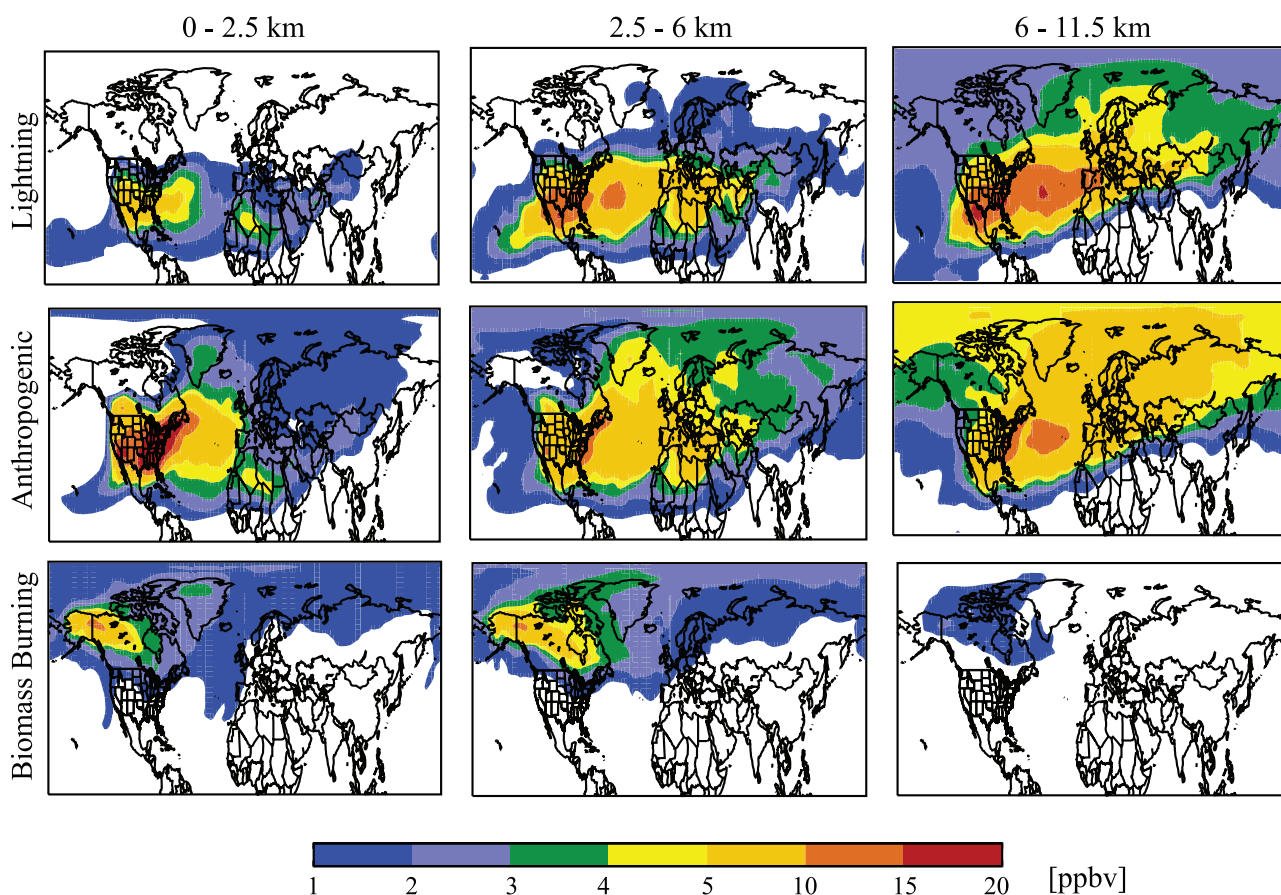 0 - 2.5 km
2.5 - 6 km
6 - 11.5 km
Lightning
Anthropogenic
Biomass Burning
1 2 3 4 5 10 15 20 [ppbv]